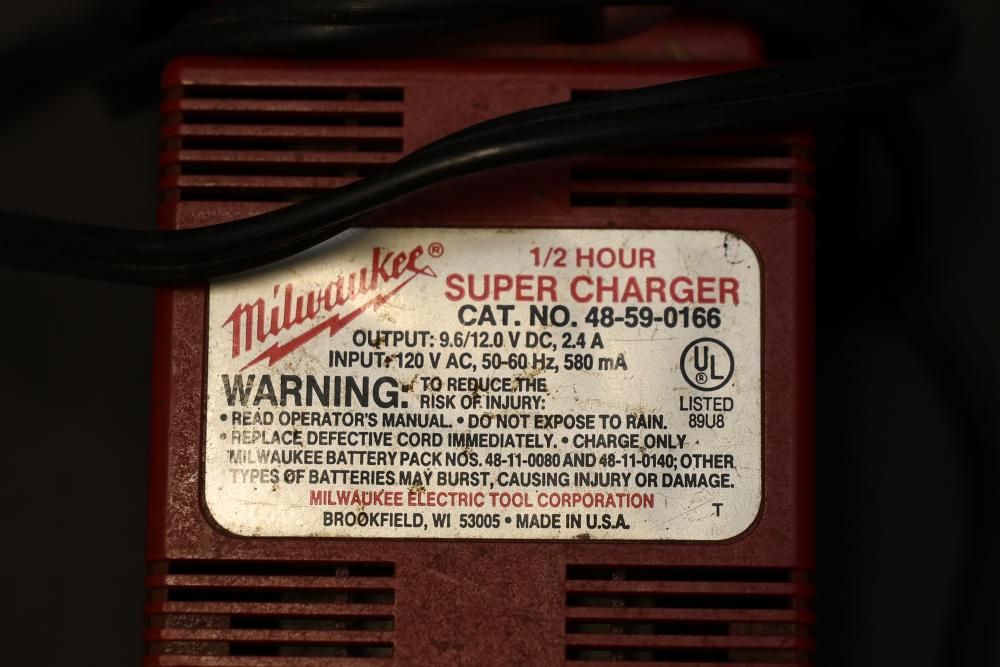 Milwaukee®
1/2 HOUR
SUPER CHARGER
CAT. NO. 48-59-0166
OUTPUT: 9.6/12.0 V DC, 2.4 A
INPUT: 120 V AC, 50-60 Hz, 580 mA
WARNING: TO REDUCE THE
RISK OF INJURY:
UL®
LISTED
89U8
• READ OPERATOR'S MANUAL. • DO NOT EXPOSE TO RAIN.
• REPLACE DEFECTIVE CORD IMMEDIATELY. • CHARGE ONLY
MILWAUKEE BATTERY PACK NOS. 48-11-0080 AND 48-11-0140; OTHER
TYPES OF BATTERIES MAY BURST, CAUSING INJURY OR DAMAGE.
MILWAUKEE ELECTRIC TOOL CORPORATION
BROOKFIELD, WI 53005 • MADE IN U.S.A.
T